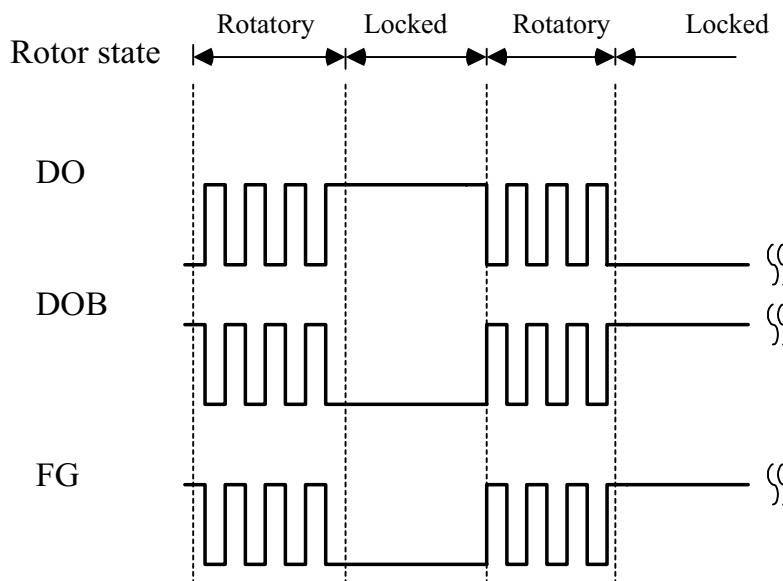 Rotatory Locked Rotatory Locked
Rotor state
DO
DOB
FG